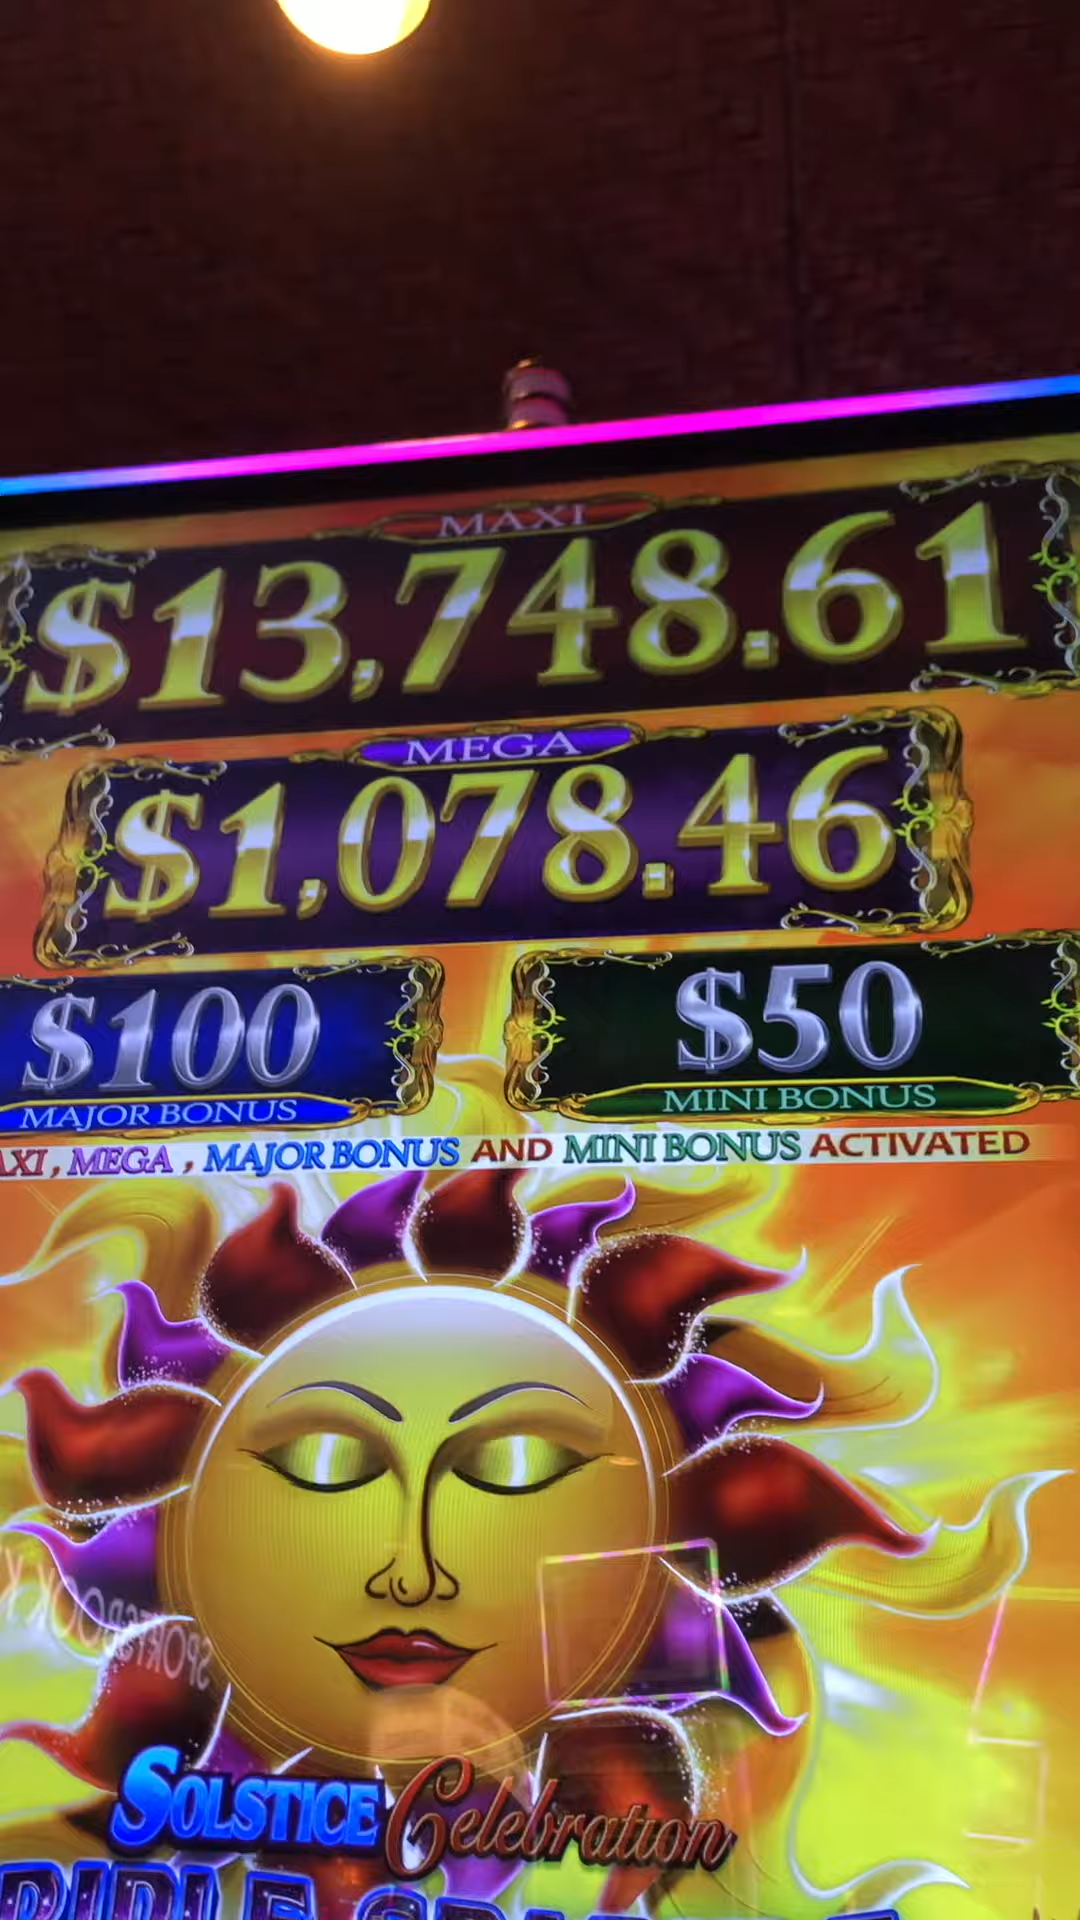 MAXI
$13,748.61
MEGA
$1,078.46
$100
$50
MAJOR BONUS
MINI BONUS
, MEGA , MAJOR BONUS AND MINI BONUS ACTIVATED
SOLSTICE Celebration